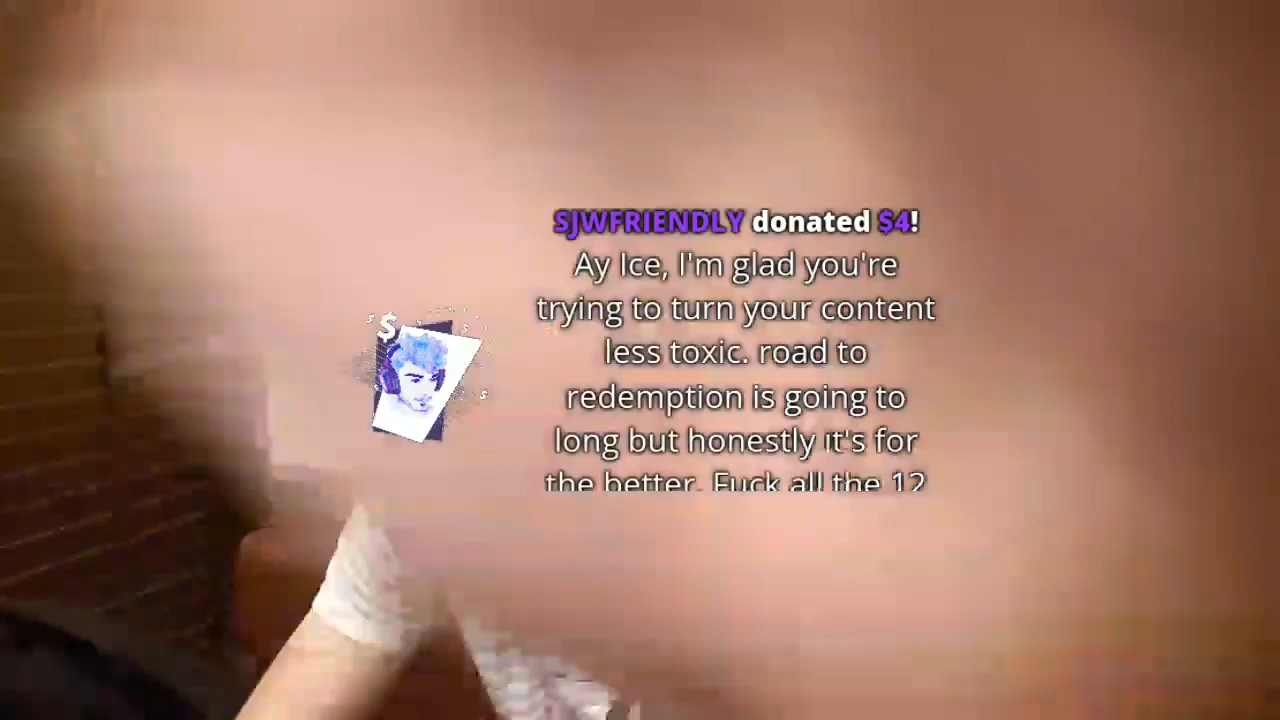 SJWFRIENDLY donated $4!
Ay Ice, I'm glad you're
trying to turn your content
less toxic. road to
redemption is going to
long but honestly it's for
the better. Fuck all the 12